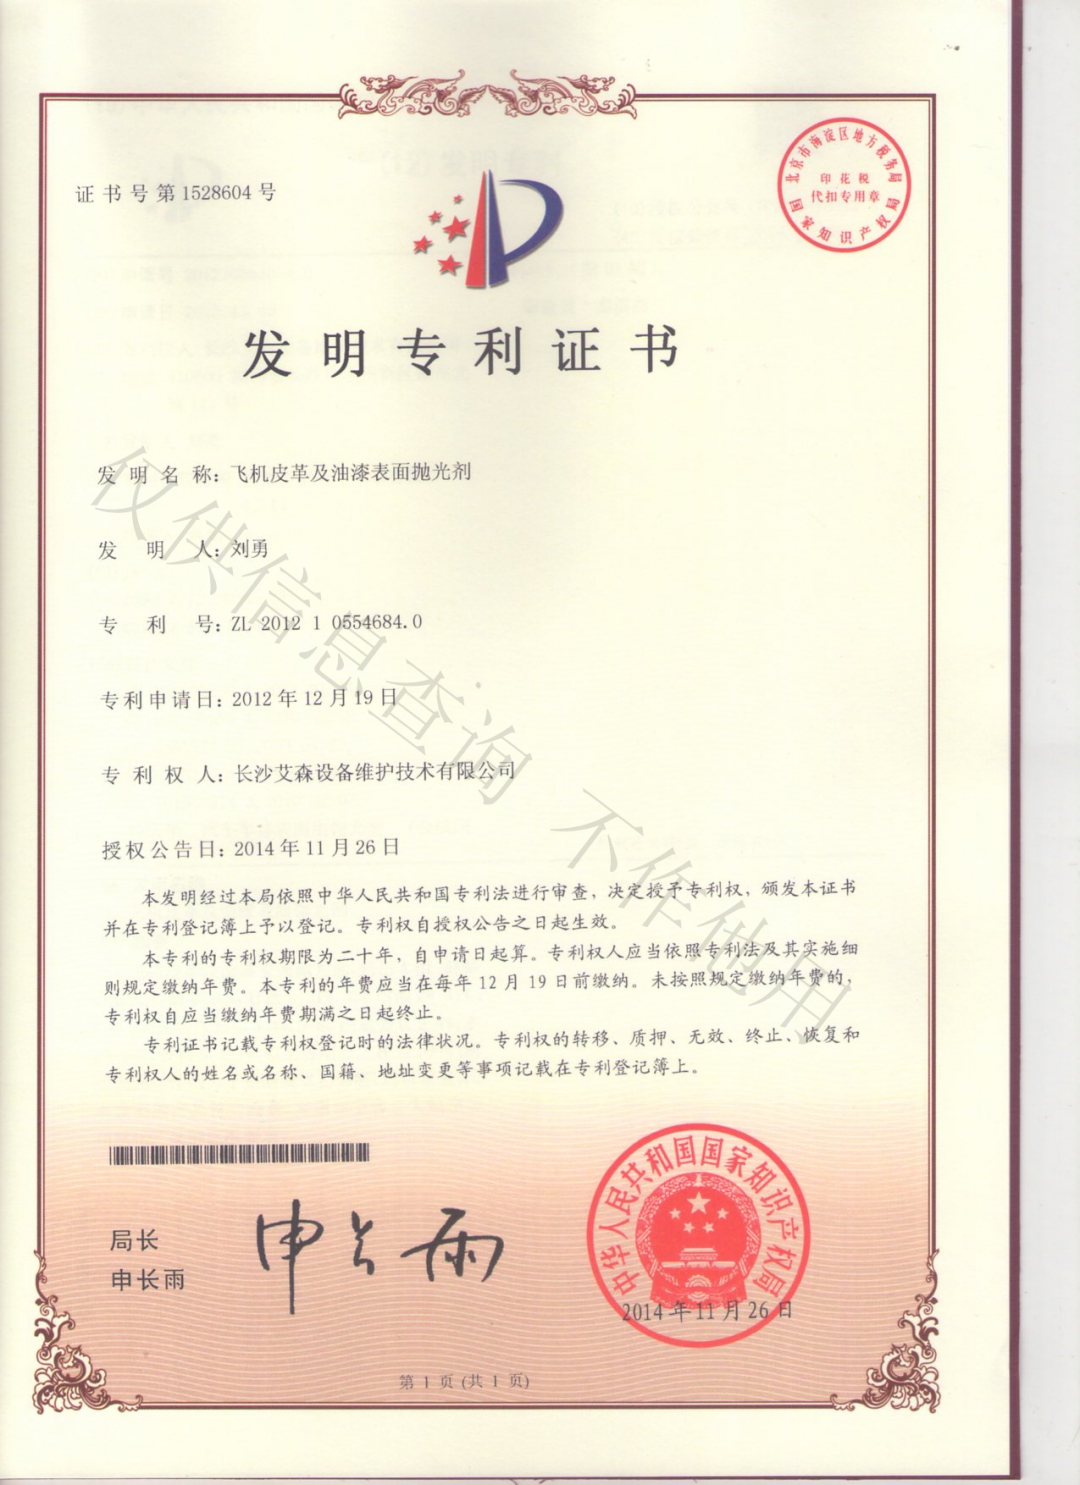 证书号第1528604号
北京市海淀区地方税务局
印花税
代扣专用章
国家知识产权局
发明专利证书
发明名称：飞机皮革及油漆表面抛光剂
发明人：刘勇
专利号：ZL 2012 1 0554684.0
专利申请日：2012年12月19日
专利权人：长沙艾森设备维护技术有限公司
授权公告日：2014年11月26日
本发明经过本局依照中华人民共和国专利法进行审查，决定授予专利权，颁发本证书
并在专利登记簿上予以登记。专利权自授权公告之日起生效。
本专利的专利权期限为二十年，自申请日起算。专利权人应当依照专利法及其实施细
则规定缴纳年费。本专利的年费应当在每年12月19日前缴纳。未按照规定缴纳年费的，
专利权自应当缴纳年费期满之日起终止。
专利证书记载专利权登记时的法律状况。专利权的转移、质押、无效、终止、恢复和
专利权人的姓名或名称、国籍、地址变更等事项记载在专利登记簿上。
仅供信息查询 不作他用
局长
申长雨
申长雨
中华人民共和国国家知识产权局
2014年11月26日
第1页(共1页)